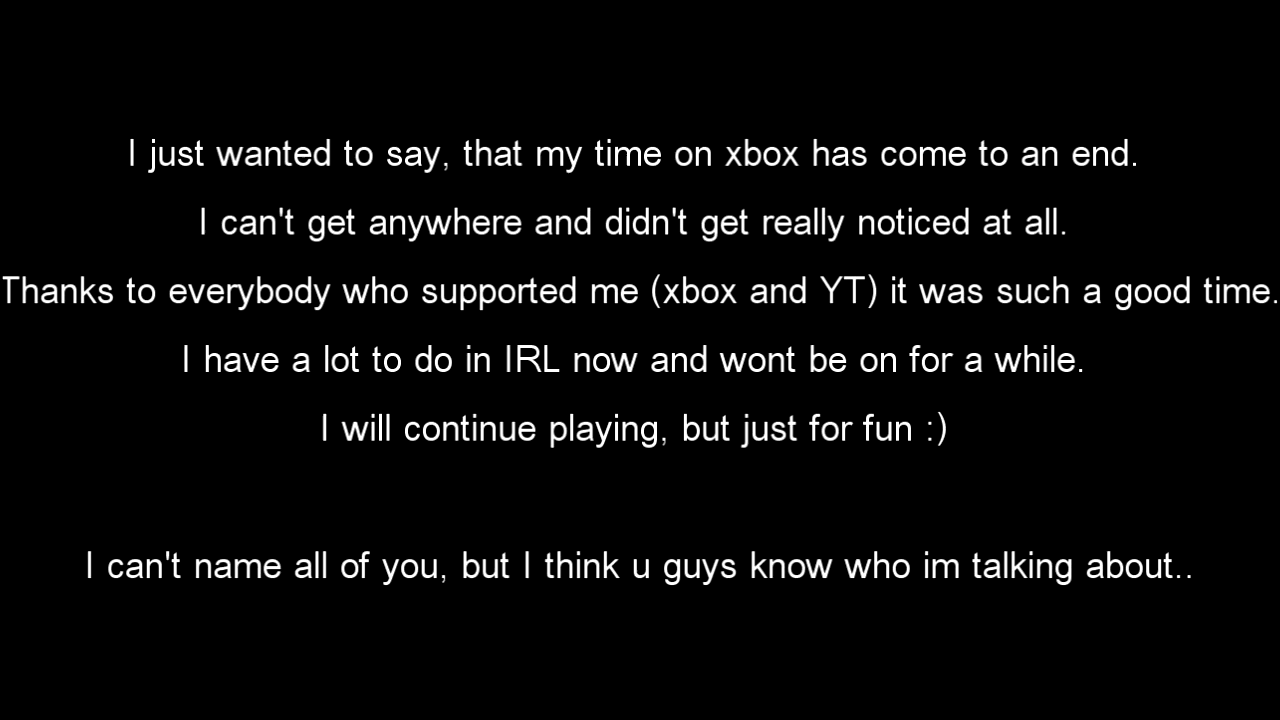 I just wanted to say, that my time on xbox has come to an end.
I can't get anywhere and didn't get really noticed at all.
Thanks to everybody who supported me (xbox and YT) it was such a good time.
I have a lot to do in IRL now and wont be on for a while.
I will continue playing, but just for fun :)
I can't name all of you, but I think u guys know who im talking about..